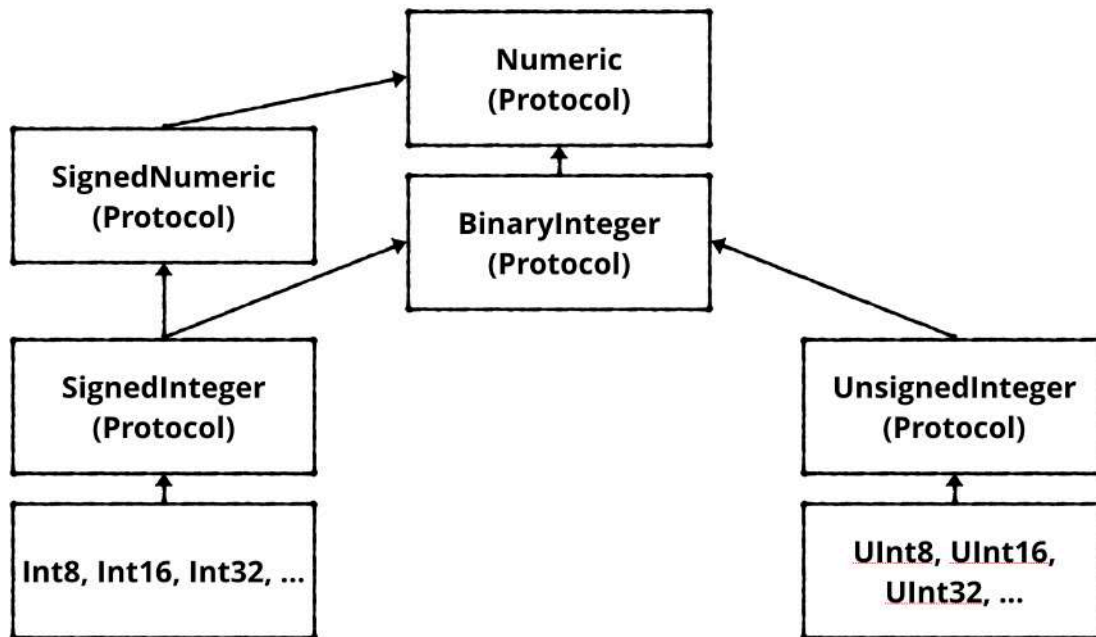 Numeric
(Protocol)
SignedNumeric
(Protocol)
BinaryInteger
(Protocol)
SignedInteger
(Protocol)
UnsignedInteger
(Protocol)
Int8, Int16, Int32, ...
UInt8, UInt16,
UInt32, ...